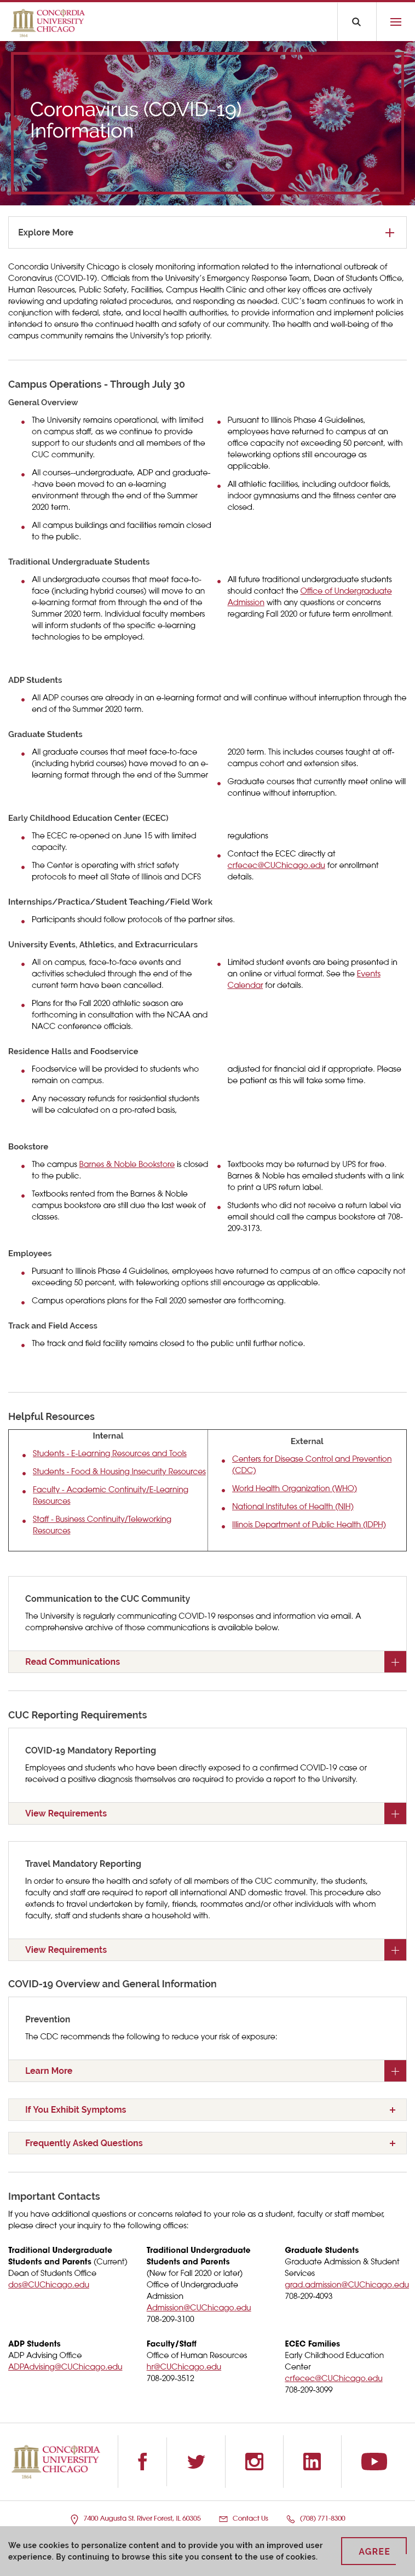 CONCORDIA
UNIVERSITY
CHICAGO
1864
Coronavirus (COVID-19)
Information
Explore More
Concordia University Chicago is closely monitoring information related to the international outbreak of
Coronavirus (COVID-19). Officials from the University's Emergency Response Team, Dean of Students Office,
Human Resources, Public Safety, Facilities, Campus Health Clinic and other key offices are actively
reviewing and updating related procedures, and responding as needed. CUC's team continues to work in
conjunction with federal, state, and local health authorities, to provide information and implement policies
intended to ensure the continued health and safety of our community. The health and well-being of the
campus community remains the University's top priority.
Campus Operations - Through July 30
General Overview
The University remains operational, with limited
on campus staff, as we continue to provide
support to our students and all members of the
CUC community.
All courses--undergraduate, ADP and graduate-
-have been moved to an e-learning
environment through the end of the Summer
2020 term.
All campus buildings and facilities remain closed
to the public.
Pursuant to Illinois Phase 4 Guidelines,
employees have returned to campus at an
office capacity not exceeding 50 percent, with
teleworking options still encourage as
applicable.
All athletic facilities, including outdoor fields,
indoor gymnasiums and the fitness center are
closed.
Traditional Undergraduate Students
All undergraduate courses that meet face-to-
face (including hybrid courses) will move to an
e-learning format from through the end of the
Summer 2020 term. Individual faculty members
will inform students of the specific e-learning
technologies to be employed.
All future traditional undergraduate students
should contact the Office of Undergraduate
Admission with any questions or concerns
regarding Fall 2020 or future term enrollment.
ADP Students
All ADP courses are already in an e-learning format and will continue without interruption through the
end of the Summer 2020 term.
Graduate Students
All graduate courses that meet face-to-face
(including hybrid courses) have moved to an e-
learning format through the end of the Summer
2020 term. This includes courses taught at off-
campus cohort and extension sites.
Graduate courses that currently meet online will
continue without interruption.
Early Childhood Education Center (ECEC)
The ECEC re-opened on June 15 with limited
capacity.
The Center is operating with strict safety
protocols to meet all State of Illinois and DCFS
regulations
Contact the ECEC directly at
crfecec@CUChicago.edu for enrollment
details.
Internships/Practica/Student Teaching/Field Work
Participants should follow protocols of the partner sites.
University Events, Athletics, and Extracurriculars
All on campus, face-to-face events and
activities scheduled through the end of the
current term have been cancelled.
Plans for the Fall 2020 athletic season are
forthcoming in consultation with the NCAA and
NACC conference officials.
Limited student events are being presented in
an online or virtual format. See the Events
Calendar for details.
Residence Halls and Foodservice
Foodservice will be provided to students who
remain on campus.
Any necessary refunds for residential students
will be calculated on a pro-rated basis,
adjusted for financial aid if appropriate. Please
be patient as this will take some time.
Bookstore
The campus Barnes & Noble Bookstore is closed
to the public.
Textbooks rented from the Barnes & Noble
campus bookstore are still due the last week of
classes.
Textbooks may be returned by UPS for free.
Barnes & Noble has emailed students with a link
to print a UPS return label.
Students who did not receive a return label via
email should call the campus bookstore at 708-
209-3173.
Employees
Pursuant to Illinois Phase 4 Guidelines, employees have returned to campus at an office capacity not
exceeding 50 percent, with teleworking options still encourage as applicable.
Campus operations plans for the Fall 2020 semester are forthcoming.
Track and Field Access
The track and field facility remains closed to the public until further notice.
Helpful Resources
Internal
Students - E-Learning Resources and Tools
Students - Food & Housing Insecurity Resources
Faculty - Academic Continuity/E-Learning
Resources
Staff - Business Continuity/Teleworking
Resources
External
Centers for Disease Control and Prevention
(CDC)
World Health Organization (WHO)
National Institutes of Health (NIH)
Illinois Department of Public Health (IDPH)
Communication to the CUC Community
The University is regularly communicating COVID-19 responses and information via email. A
comprehensive archive of those communications is available below.
Read Communications
CUC Reporting Requirements
COVID-19 Mandatory Reporting
Employees and students who have been directly exposed to a confirmed COVID-19 case or
received a positive diagnosis themselves are required to provide a report to the University.
View Requirements
Travel Mandatory Reporting
In order to ensure the health and safety of all members of the CUC community, the students,
faculty and staff are required to report all international AND domestic travel. This procedure also
extends to travel undertaken by family, friends, roommates and/or other individuals with whom
faculty, staff and students share a household with.
View Requirements
COVID-19 Overview and General Information
Prevention
The CDC recommends the following to reduce your risk of exposure:
Learn More
If You Exhibit Symptoms
Frequently Asked Questions
Important Contacts
If you have additional questions or concerns related to your role as a student, faculty or staff member,
please direct your inquiry to the following offices:
Traditional Undergraduate
Students and Parents (Current)
Dean of Students Office
dos@CUChicago.edu
Traditional Undergraduate
Students and Parents
(New for Fall 2020 or later)
Office of Undergraduate
Admission
Admission@CUChicago.edu
708-209-3100
Graduate Students
Graduate Admission & Student
Services
grad.admission@CUChicago.edu
708-209-4093
ADP Students
ADP Advising Office
ADPAdvising@CUChicago.edu
Faculty/Staff
Office of Human Resources
hr@CUChicago.edu
708-209-3512
ECEC Families
Early Childhood Education
Center
crfecec@CUChicago.edu
708-209-3099
CONCORDIA
UNIVERSITY
CHICAGO
1864
7400 Augusta St. River Forest, IL 60305
Contact Us
(708) 771-8300
We use cookies to personalize content and to provide you with an improved user
experience. By continuing to browse this site you consent to the use of cookies.
AGREE